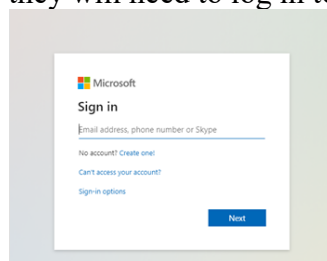 they will need to log in to
Microsoft
Sign in
Email address, phone number or Skype
No account? Create one!
Can't access your account?
Sign-in options
Next